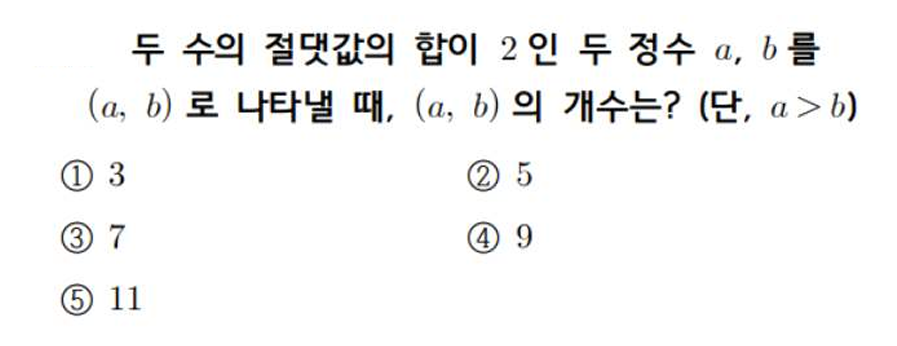 두 수의 절댓값의 합이 2인 두 정수 a, b를
(a, b)로 나타낼 때, (a, b)의 개수는? (단, a > b)
① 3 ② 5
③ 7 ④ 9
⑤ 11